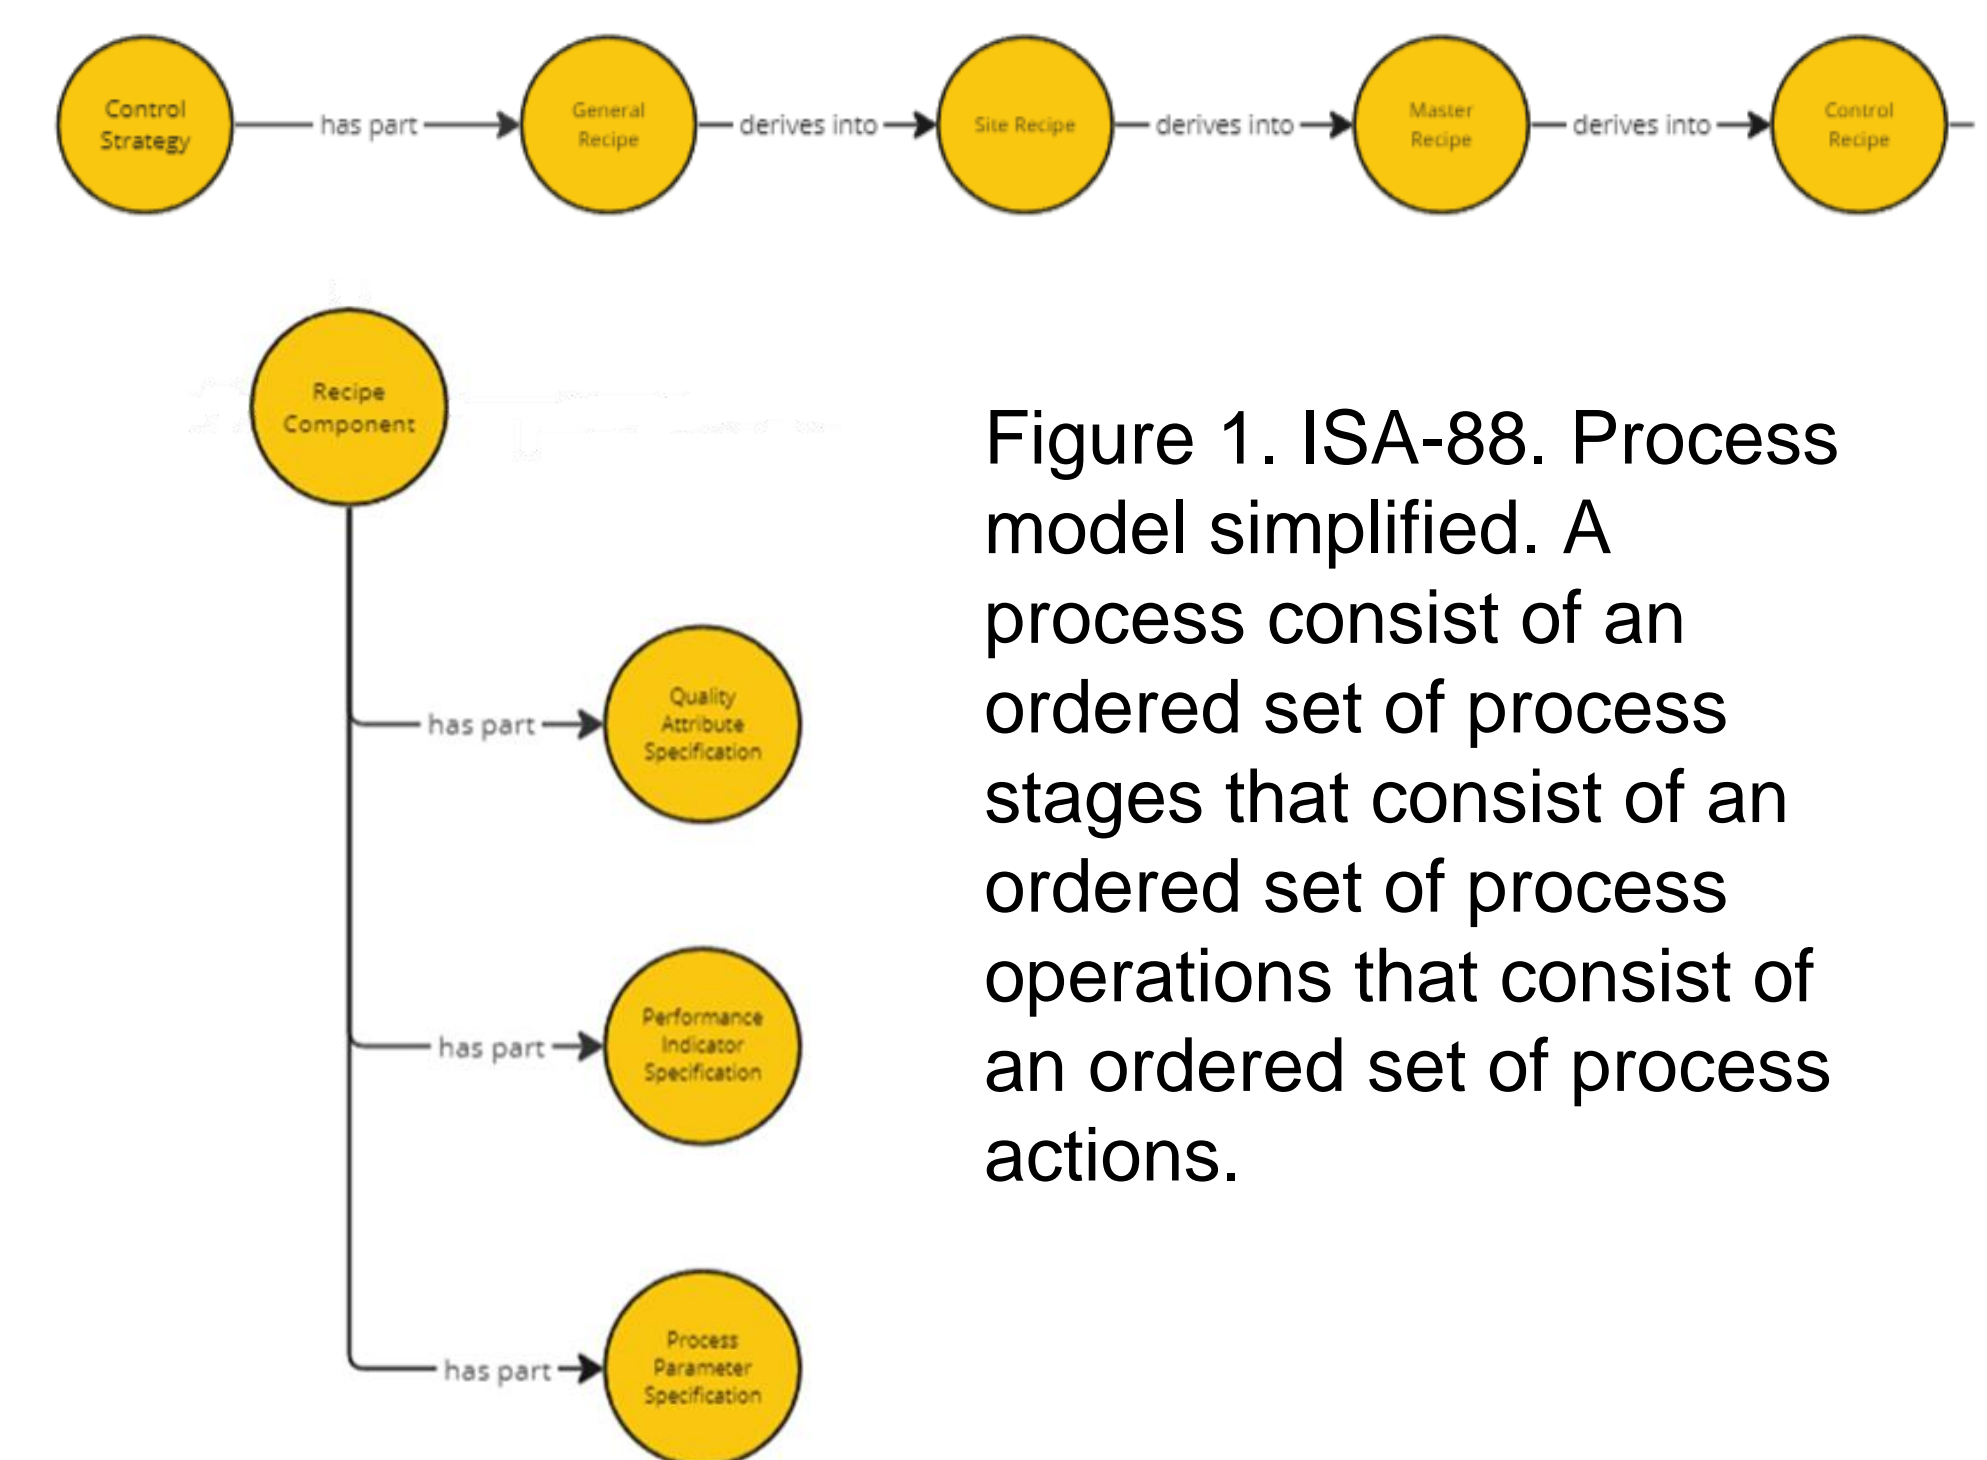 Control
Strategy
has part
General
Recipe
derives into
Site Recipe
derives into
Master
Recipe
derives into
Control
Recipe
Recipe
Component
has part
Quality
Attribute
Specification
has part
Performance
Indicator
Specification
has part
Process
Parameter
Specification
Figure 1. ISA-88. Process
model simplified. A
process consist of an
ordered set of process
stages that consist of an
ordered set of process
operations that consist of
an ordered set of process
actions.